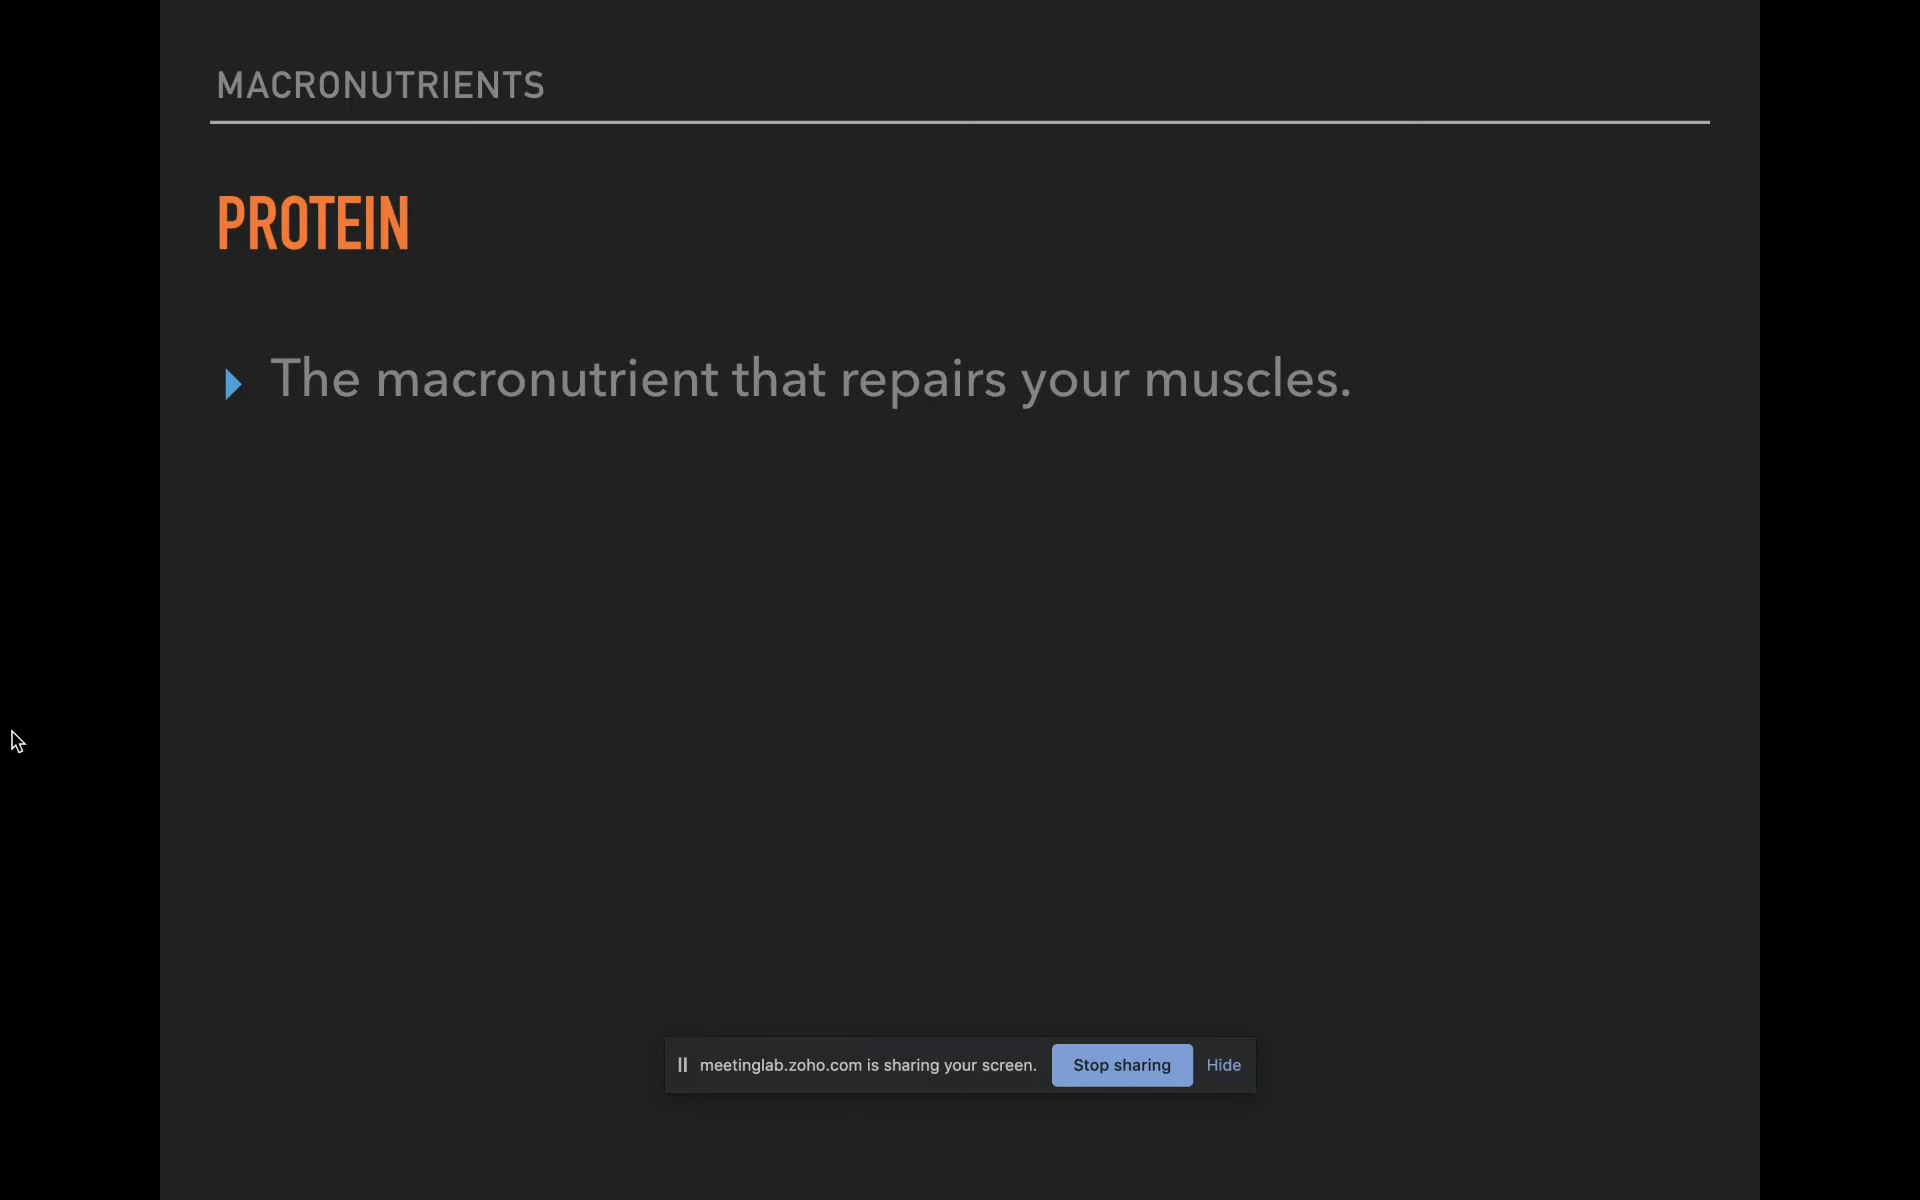 MACRONUTRIENTS
PROTEIN
The macronutrient that repairs your muscles.
meetinglab.zoho.com is sharing your screen. Stop sharing Hide